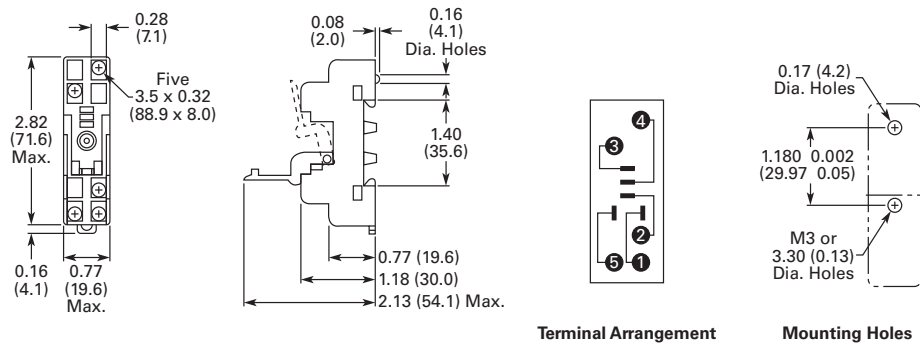 0.28
(7.1)
Five
3.5 x 0.32
(88.9 x 8.0)
2.82
(71.6)
Max.
0.16
(4.1)
0.77
(19.6)
Max.
0.08
(2.0)
0.16
(4.1)
Dia. Holes
1.40
(35.6)
0.77 (19.6)
1.18 (30.0)
2.13 (54.1) Max.
4
3
2
5
1
Terminal Arrangement
0.17 (4.2)
Dia. Holes
1.180 0.002
(29.97 0.05)
M3 or
3.30 (0.13)
Dia. Holes
Mounting Holes